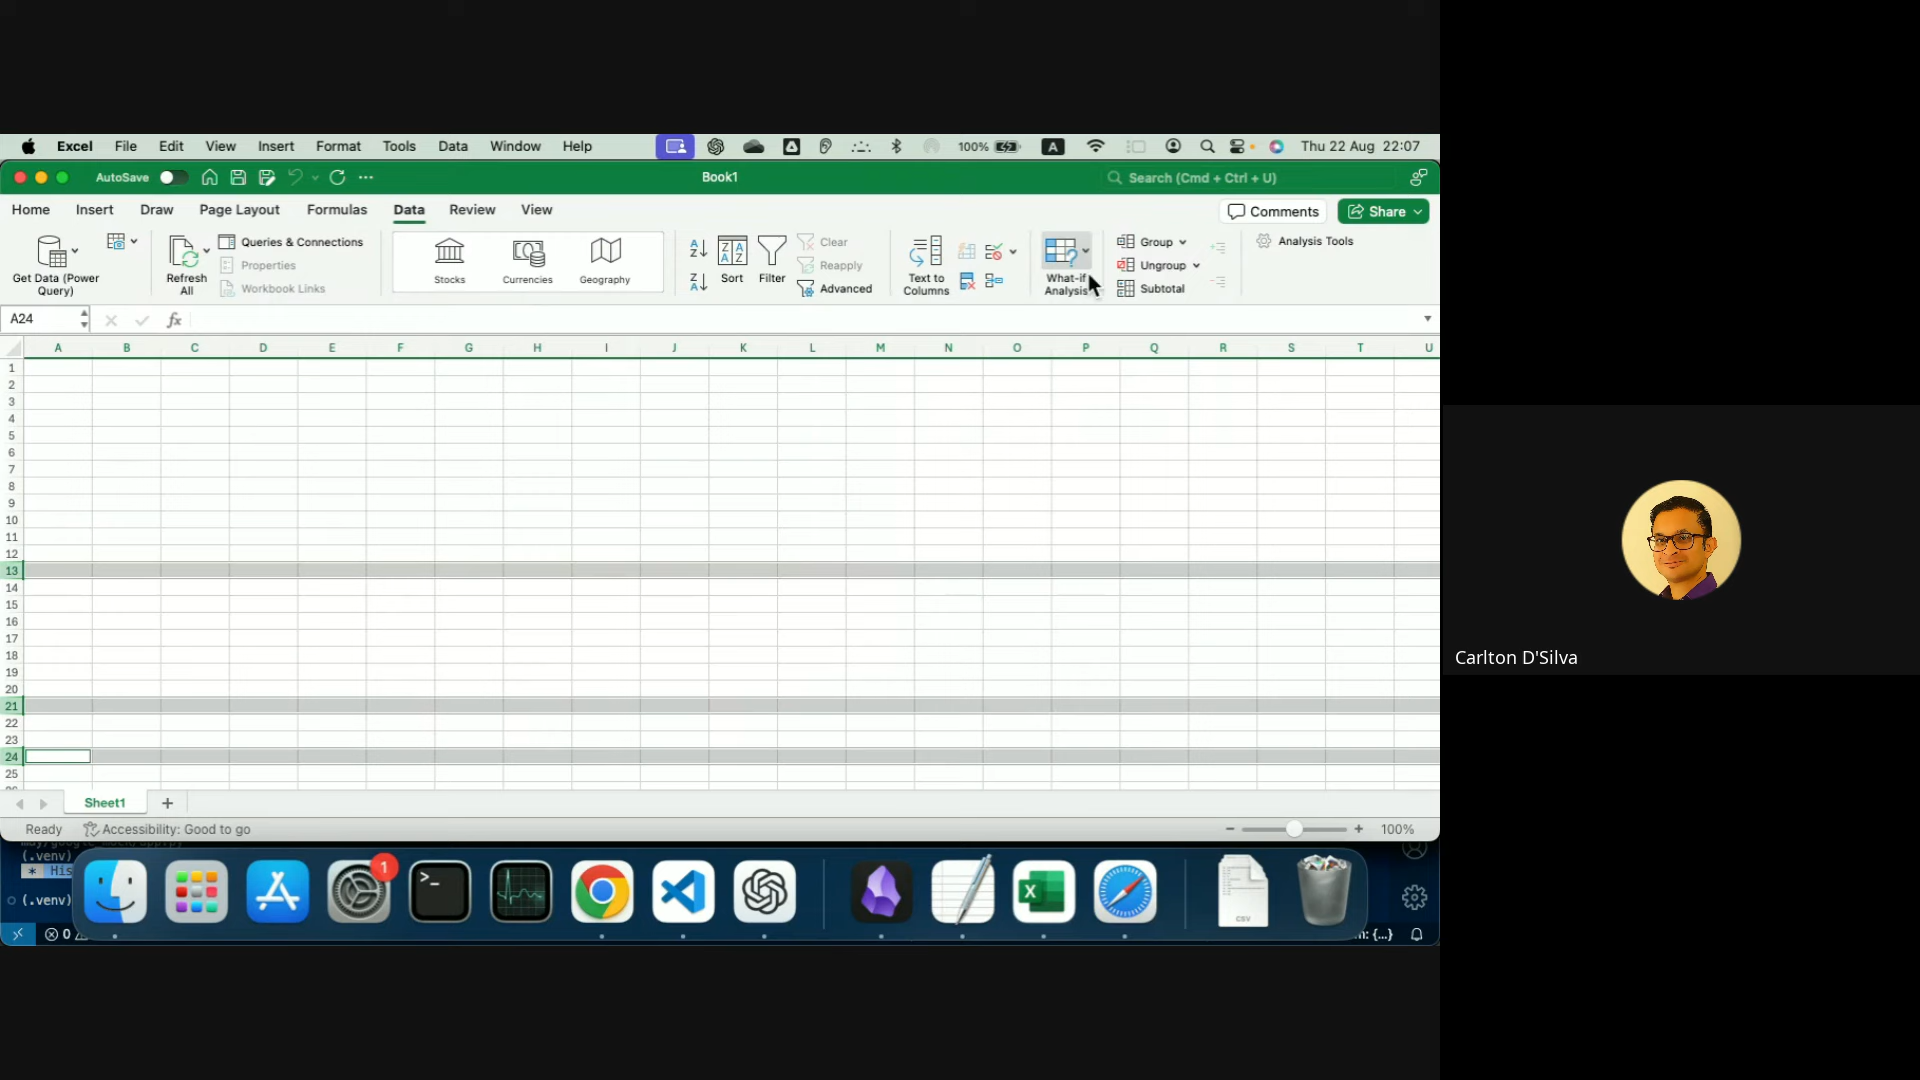 Excel File Edit View Insert Format Tools Data Window Help 100% A Thu 22 Aug 22:07
AutoSave Book1 Search (Cmd + Ctrl + U)
Home Insert Draw Page Layout Formulas Data Review View Comments Share
Get Data (Power Query)
Refresh All
Queries & Connections
Properties
Workbook Links
Stocks Currencies Geography
Sort Filter
Clear
Reapply
Advanced
Text to Columns
What-if Analysis
Group
Ungroup
Subtotal
Analysis Tools
A24 fx
A B C D E F G H I J K L M N O P Q R S T U
1
2
3
4
5
6
7
8
9
10
11
12
13
14
15
16
17
18
19
20
21
22
23
24
25
Sheet1 +
Ready Accessibility: Good to go 100%
(.venv)
* His
(.venv)
1
CSV
0
Carlton D'Silva